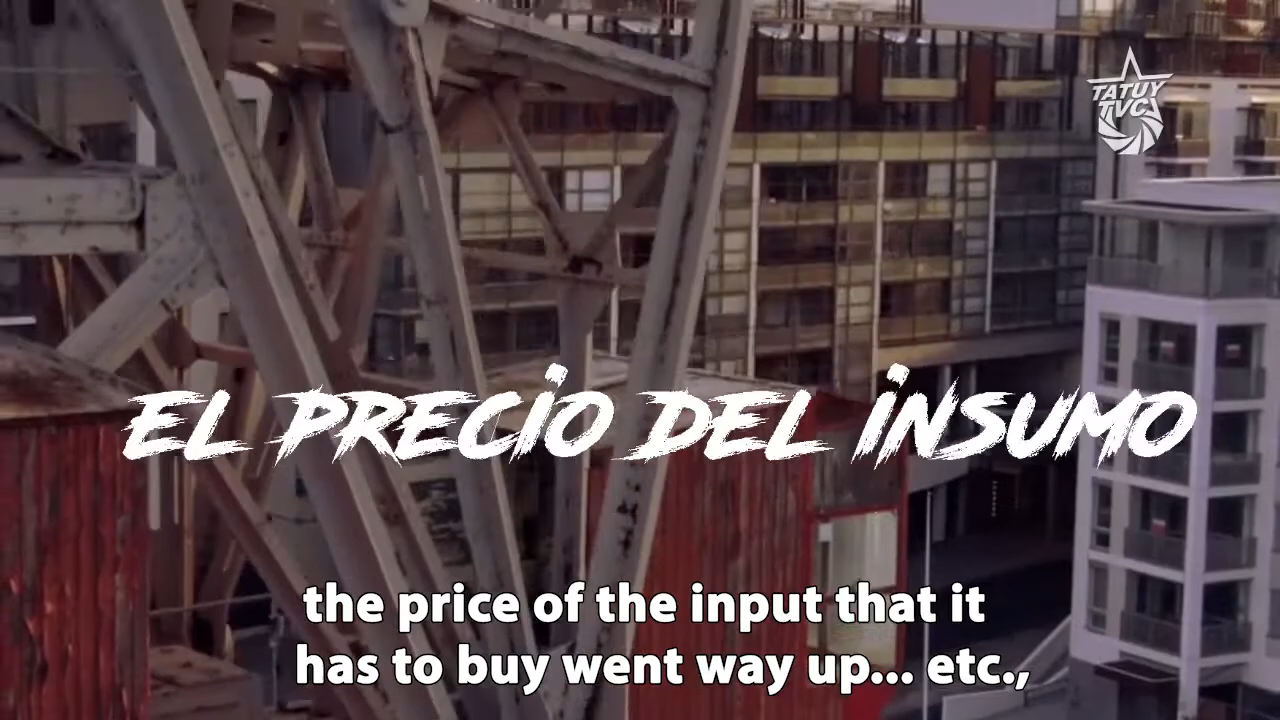 TATUY
TVC
EL PRECIO DEL INSUMO
the price of the input that it
has to buy went way up... etc.,